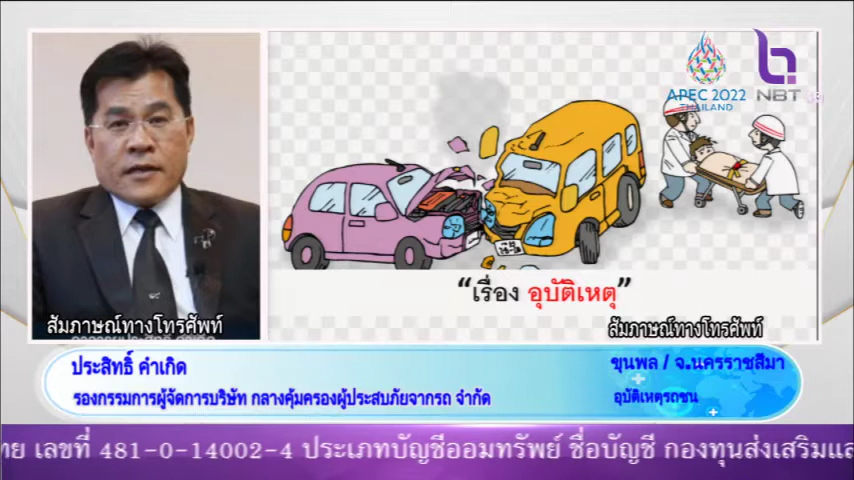 APEC 2022
THAILAND
NBT
“เรื่อง อุบัติเหตุ”
สัมภาษณ์ทางโทรศัพท์
สัมภาษณ์ทางโทรศัพท์
ประสิทธิ์ คำเกิด
ขุนพล / จ.นครราชสีมา
รองกรรมการผู้จัดการบริษัท กลางคุ้มครองผู้ประสบภัยจากรถ จำกัด
อุบัติเหตุรถชน
ทย เลขที่ 481-0-14002-4 ประเภทบัญชีออมทรัพย์ ชื่อบัญชี กองทุนส่งเสริมแล